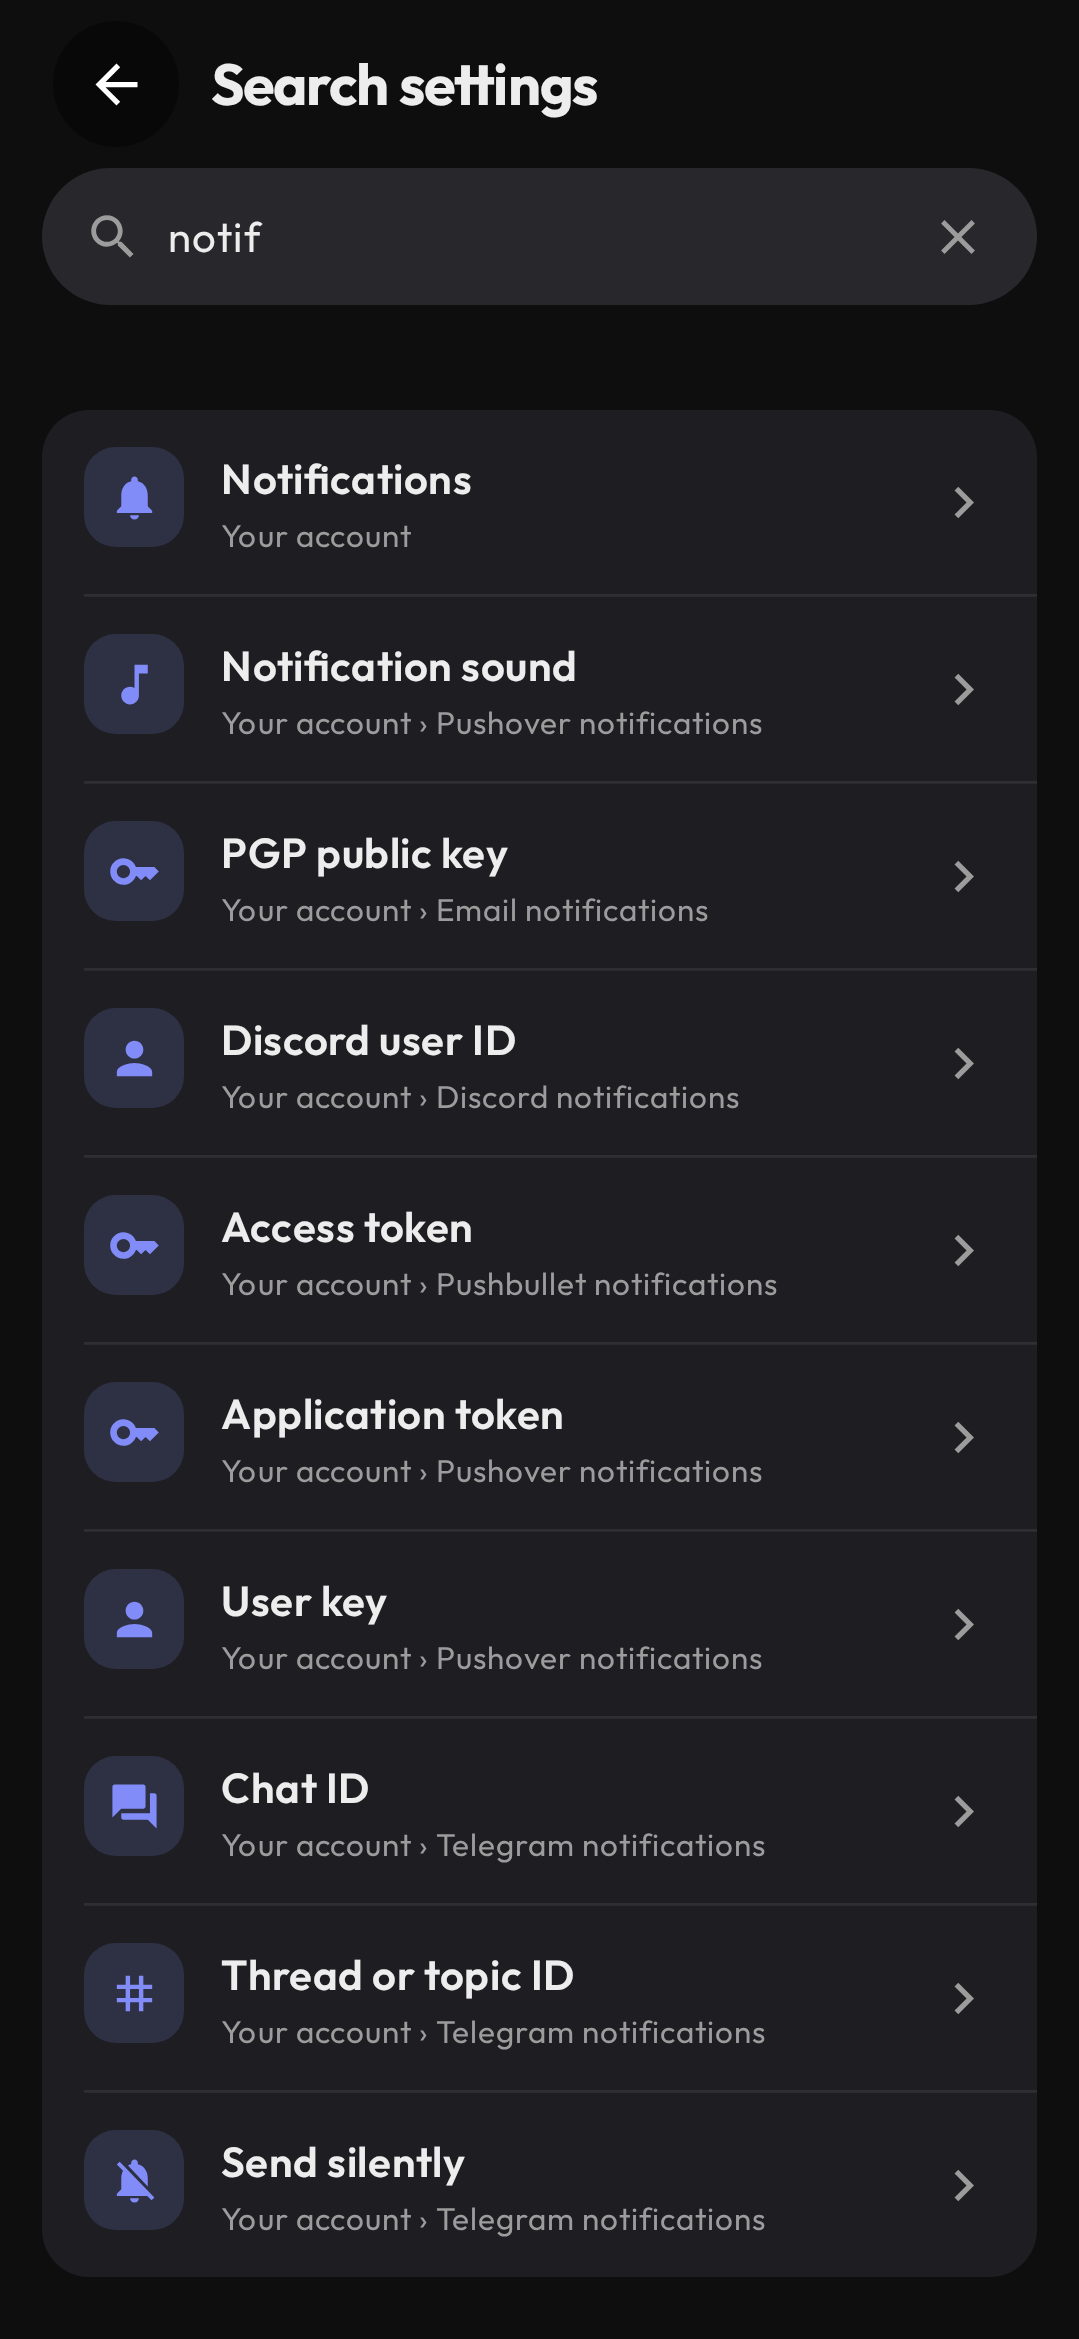 Search settings
notif
Notifications
Your account
Notification sound
Your account › Pushover notifications
PGP public key
Your account › Email notifications
Discord user ID
Your account › Discord notifications
Access token
Your account › Pushbullet notifications
Application token
Your account › Pushover notifications
User key
Your account › Pushover notifications
Chat ID
Your account › Telegram notifications
Thread or topic ID
Your account › Telegram notifications
Send silently
Your account › Telegram notifications